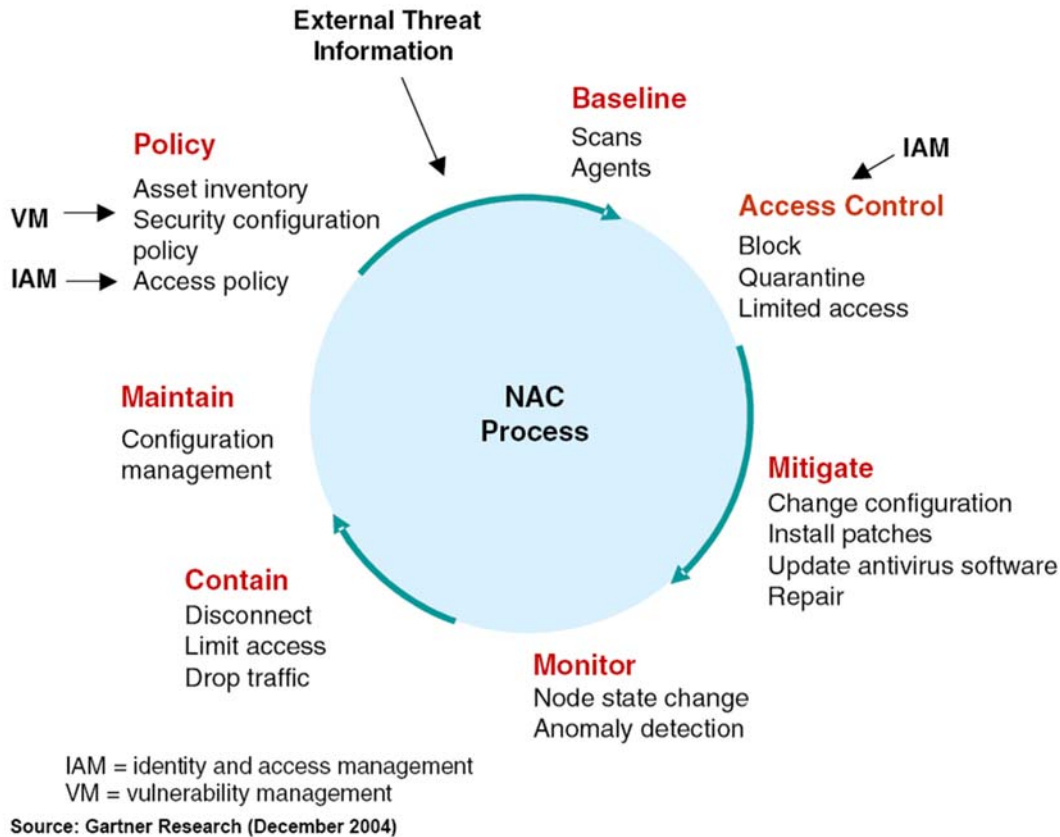 External Threat
Information
Baseline
Scans
Agents
Policy
Asset inventory
Security configuration
policy
Access policy
VM
IAM
IAM
Access Control
Block
Quarantine
Limited access
NAC
Process
Maintain
Configuration
management
Mitigate
Change configuration
Install patches
Update antivirus software
Repair
Contain
Disconnect
Limit access
Drop traffic
Monitor
Node state change
Anomaly detection
IAM = identity and access management
VM = vulnerability management
Source: Gartner Research (December 2004)